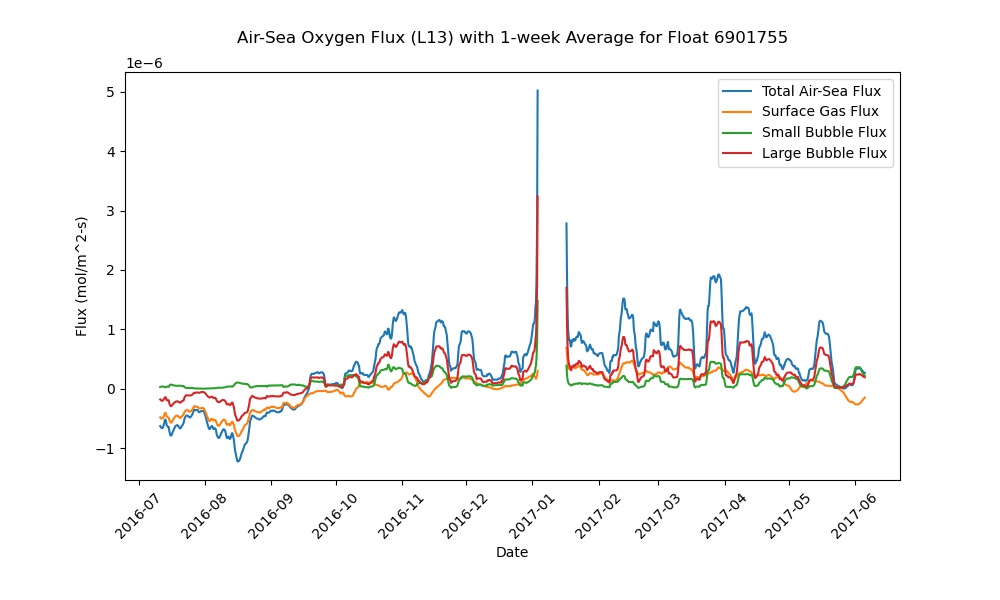 Air-Sea Oxygen Flux (L13) with 1-week Average for Float 6901755
1e−6
5
4
3
2
1
0
−1
Flux (mol/m^2-s)
Total Air-Sea Flux
Surface Gas Flux
Small Bubble Flux
Large Bubble Flux
2016-07
2016-08
2016-09
2016-10
2016-11
2016-12
2017-01
2017-02
2017-03
2017-04
2017-05
2017-06
Date